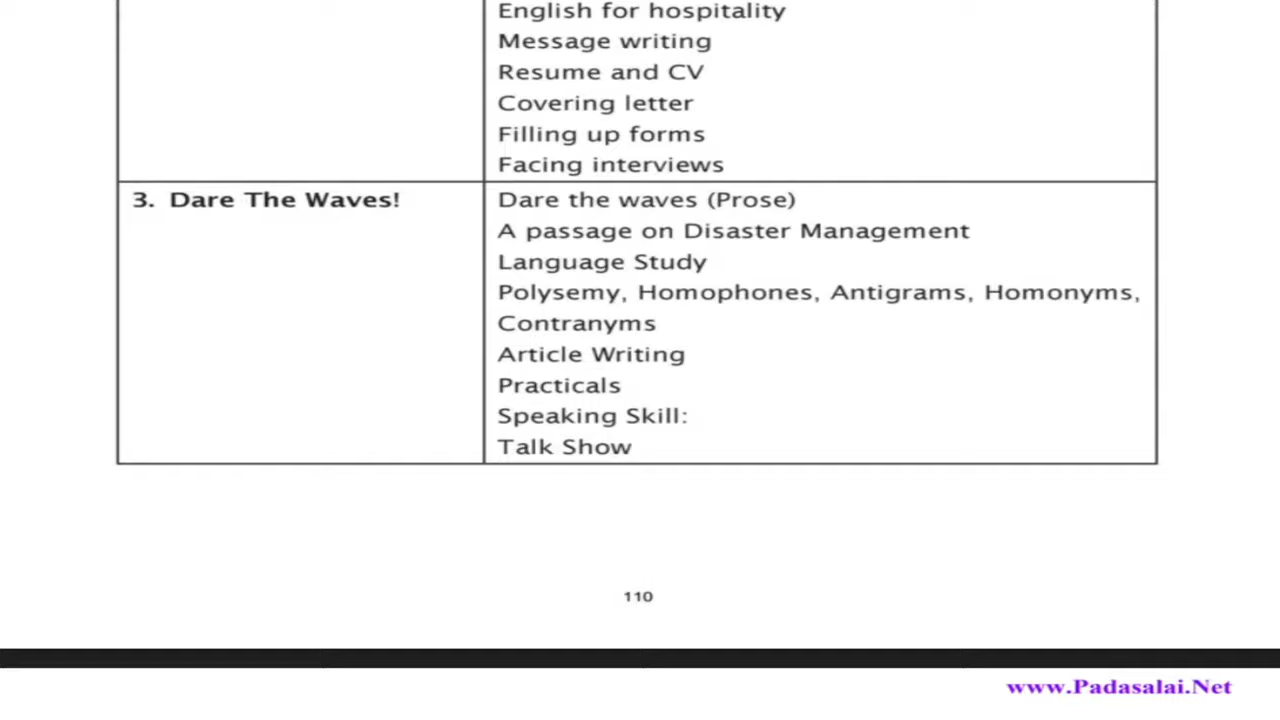 English for hospitality
Message writing
Resume and CV
Covering letter
Filling up forms
Facing interviews
3. Dare The Waves!
Dare the waves (Prose)
A passage on Disaster Management
Language Study
Polysemy, Homophones, Antigrams, Homonyms,
Contranyms
Article Writing
Practicals
Speaking Skill:
Talk Show
110
www.Padasalai.Net